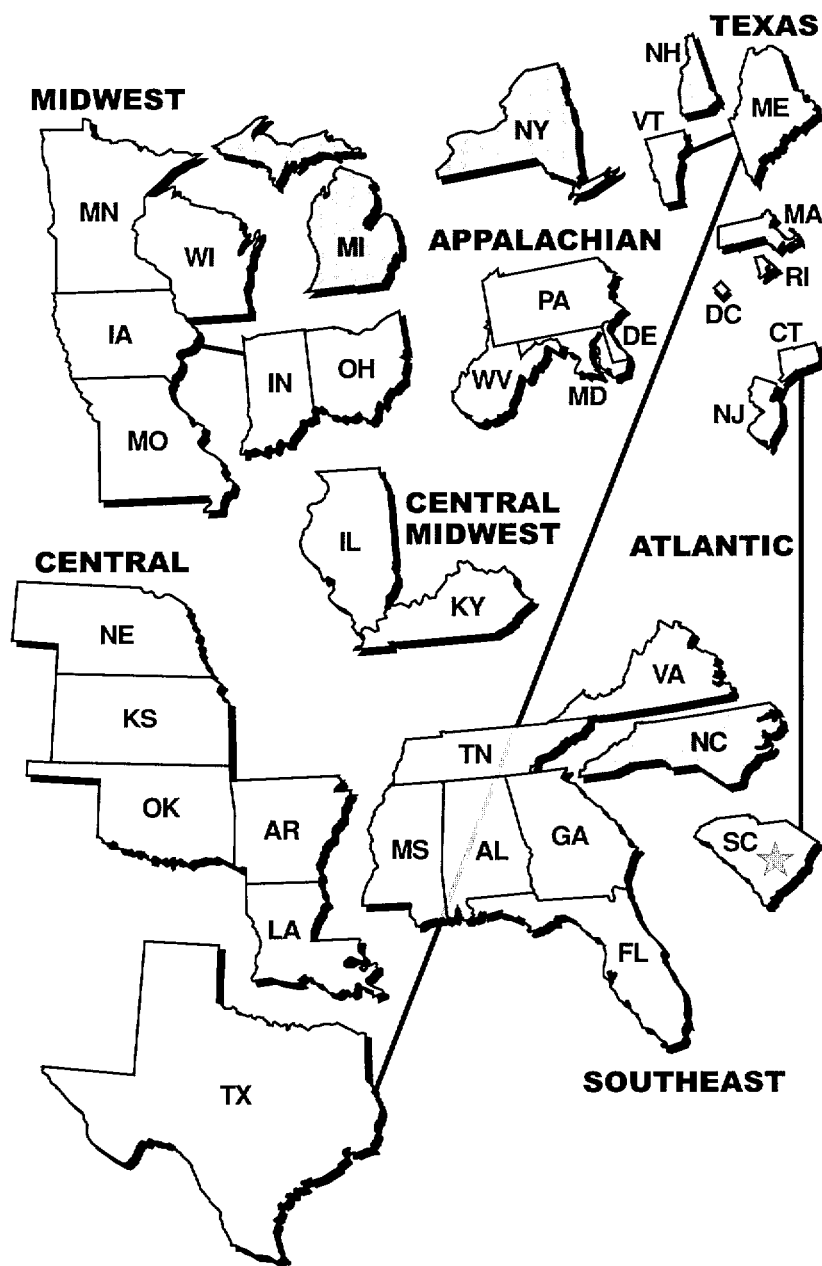 TEXAS
NH
ME
MIDWEST
NY
VT
MN
MA
WI
MI
APPALACHIAN
RI
PA
DC
IA
DE
CT
IN
OH
WV
MD
NJ
MO
CENTRAL
MIDWEST
IL
ATLANTIC
CENTRAL
KY
NE
VA
KS
TN
NC
OK
AR
MS
AL
GA
SC
LA
FL
SOUTHEAST
TX